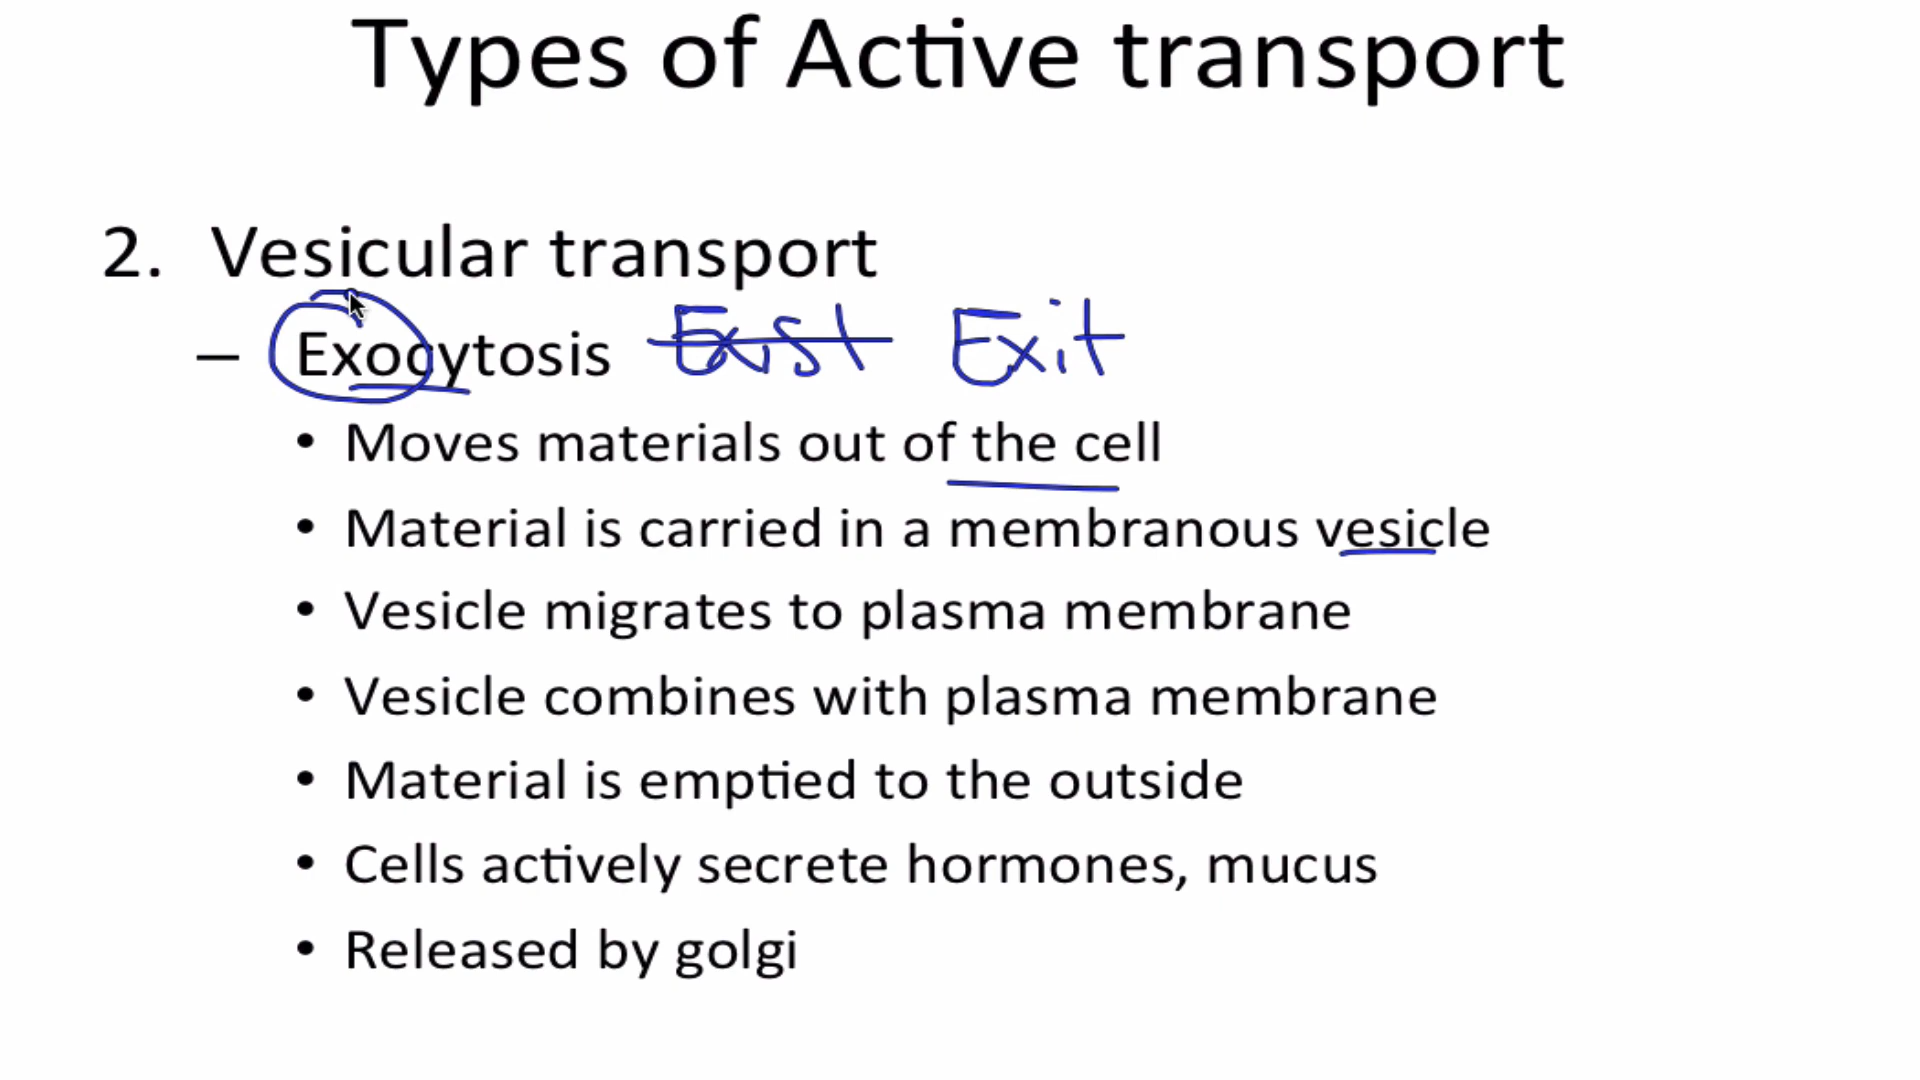 Types of Active transport
2. Vesicular transport
– Exocytosis Exist Exit
• Moves materials out of the cell
• Material is carried in a membranous vesicle
• Vesicle migrates to plasma membrane
• Vesicle combines with plasma membrane
• Material is emptied to the outside
• Cells actively secrete hormones, mucus
• Released by golgi